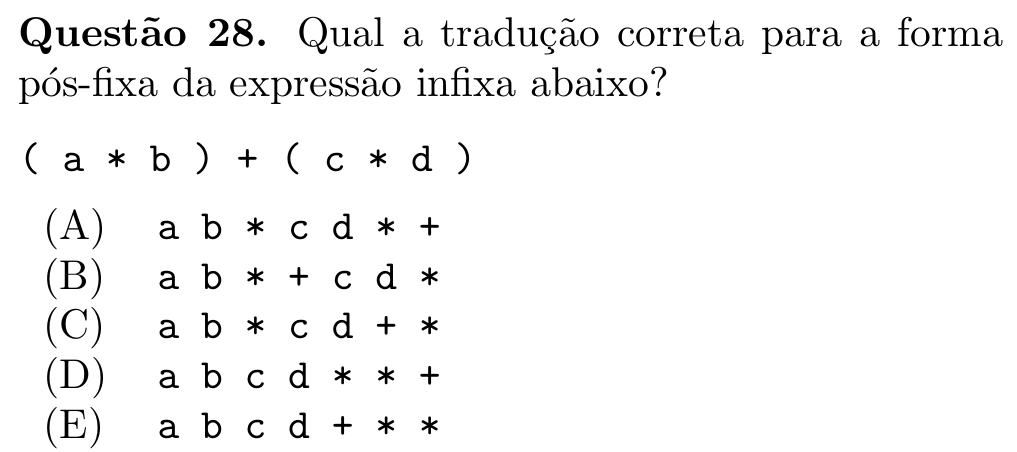 Questão 28. Qual a tradução correta para a forma
pós-fixa da expressão infixa abaixo?
( a * b ) + ( c * d )
(A) a b * c d * +
(B) a b * + c d *
(C) a b * c d + *
(D) a b c d * * +
(E) a b c d + * *